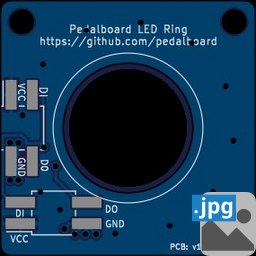 Pedalboard LED Ring
https://github.com/pedalboard
VCC
DI
GND
DO
DI
DO
GND
VCC
PCB: v1
.jpg